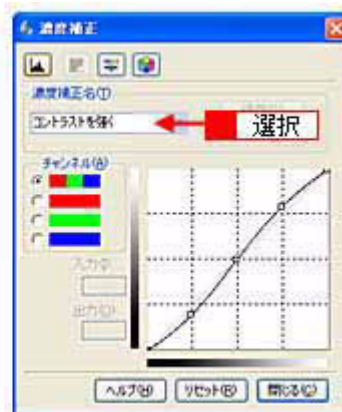 濃度補正
濃度補正名(T)
コントラストを強く
選択
チャンネル(A)
入力(I):
出力(O):
ヘルプ(H) リセット(R) 閉じる(C)